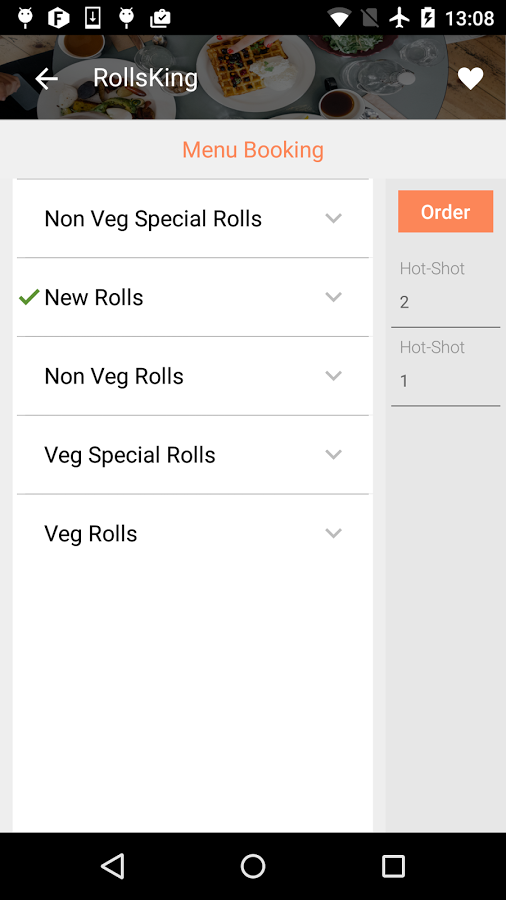 13:08
RollsKing
Menu Booking
Non Veg Special Rolls
New Rolls
Non Veg Rolls
Veg Special Rolls
Veg Rolls
Order
Hot-Shot
2
Hot-Shot
1